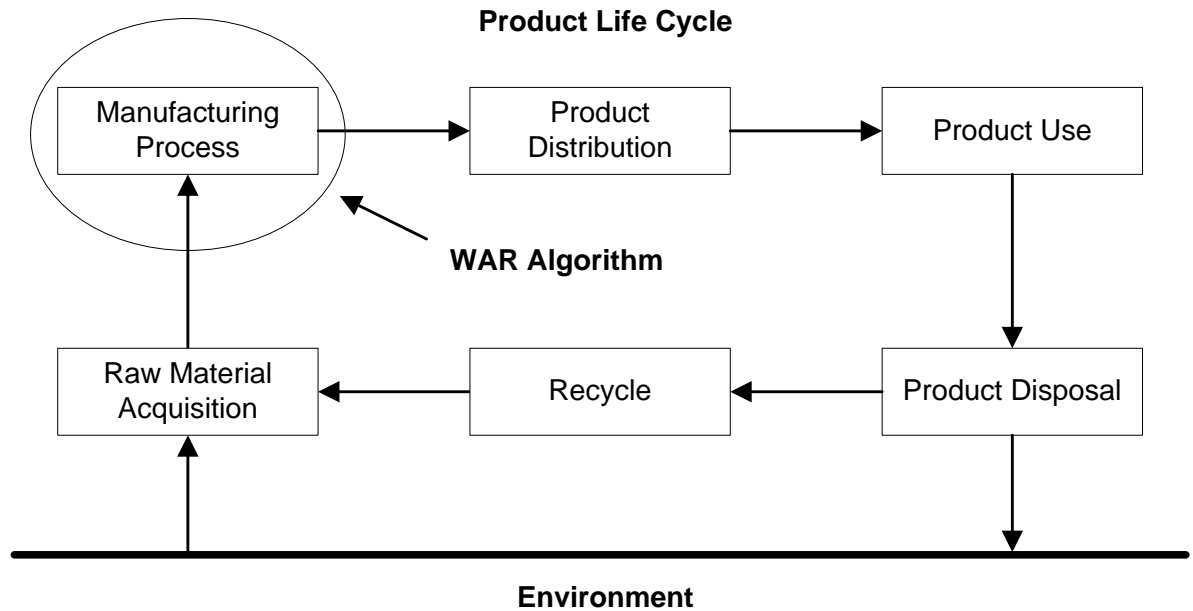 Product Life Cycle
Manufacturing
Process
Product
Distribution
Product Use
WAR Algorithm
Raw Material
Acquisition
Recycle
Product Disposal
Environment